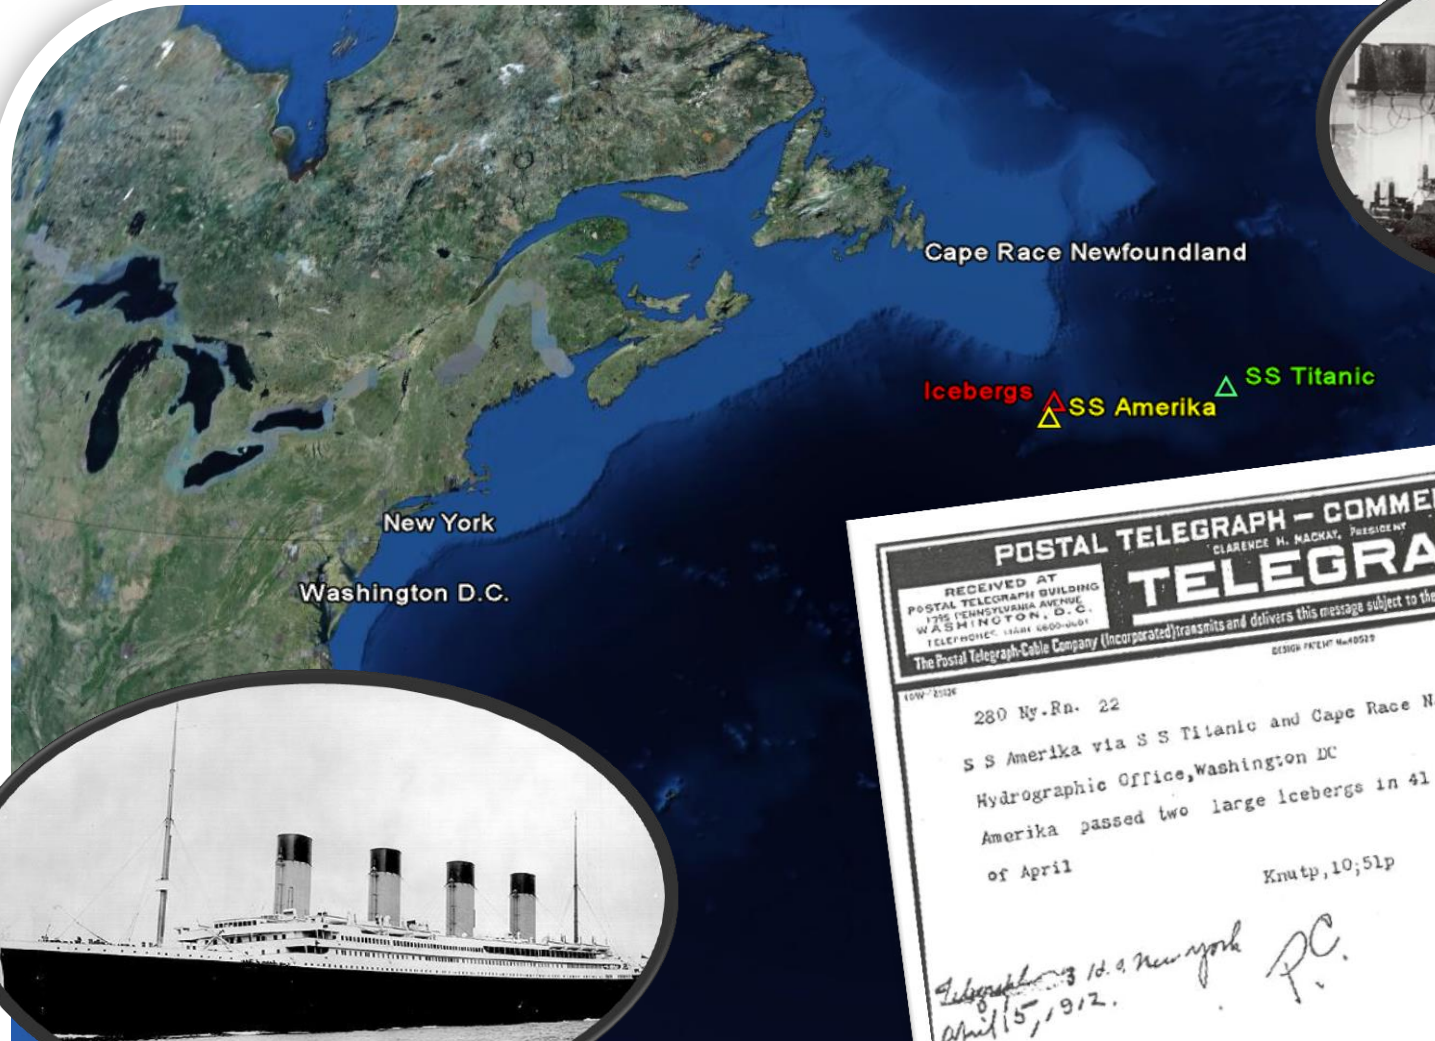 Cape Race Newfoundland
SS Titanic
Icebergs
SS Amerika
New York
Washington D.C.
POSTAL TELEGRAPH – COMME
CLARENCE H. MACKAY, PRESIDENT
TELEGRA
RECEIVED AT
POSTAL TELEGRAPH BUILDING
PENNSYLVANIA AVENUE
WASHINGTON, D. C.
The Postal Telegraph-Cable Company (Incorporated) transmits and delivers this message subject to the
280 Ny.Rn. 22
S S Amerika via S S Titanic and Cape Race N
Hydrographic Office,Washington DC
Amerika passed two large icebergs in 41
of April
Knutp,10;51p
H.O. New York
April 15, 1912.
P.C.